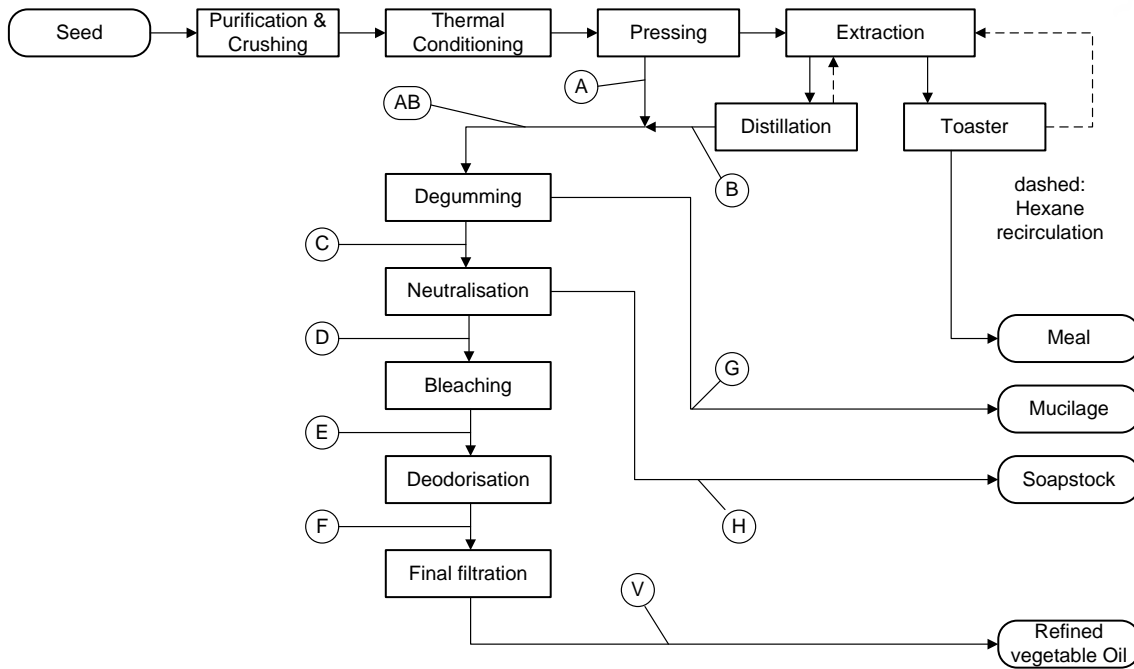 Seed
Purification &
Crushing
Thermal
Conditioning
Pressing
Extraction
A
AB
Distillation
Toaster
B
Degumming
dashed:
Hexane
recirculation
C
Neutralisation
D
Meal
Bleaching
G
Mucilage
E
Deodorisation
Soapstock
F
H
Final filtration
V
Refined
vegetable Oil